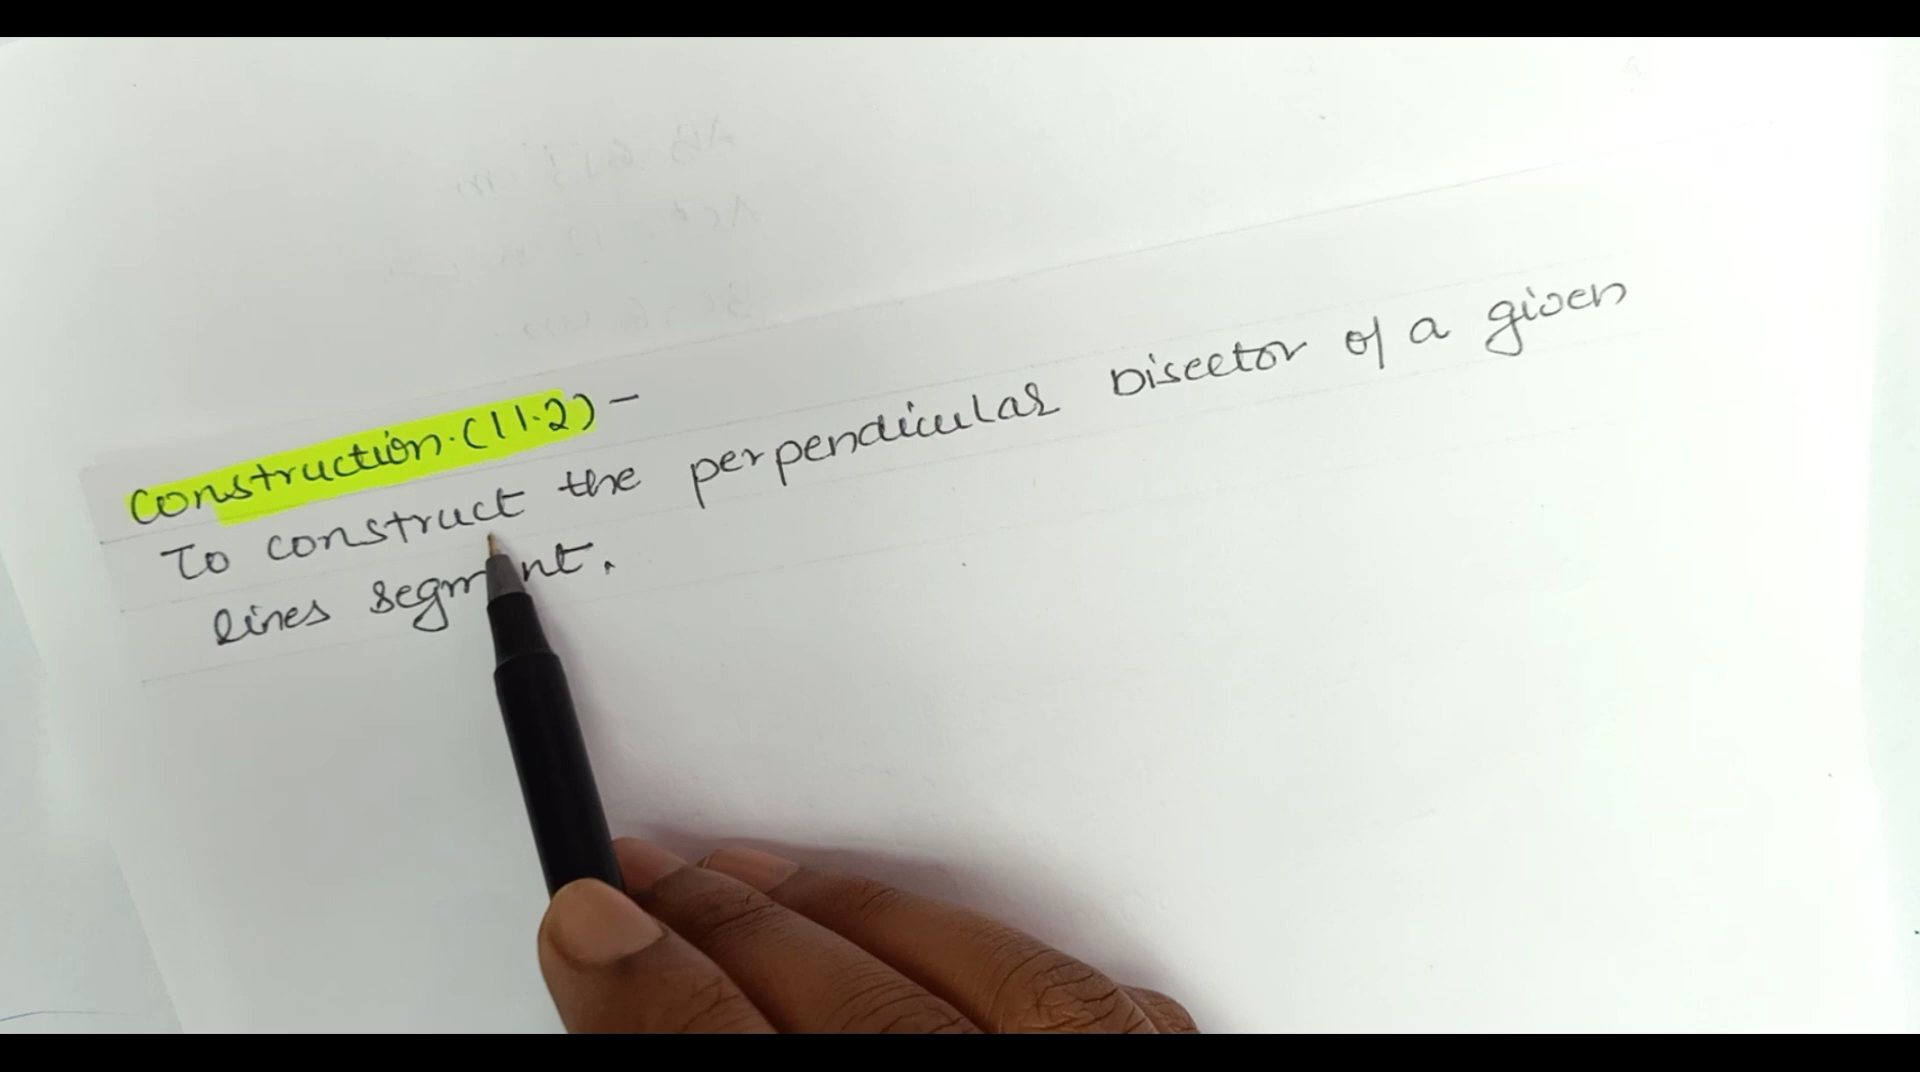 Construction.(11.2) -
To construct the perpendicular Bisector of a given
lines segment.